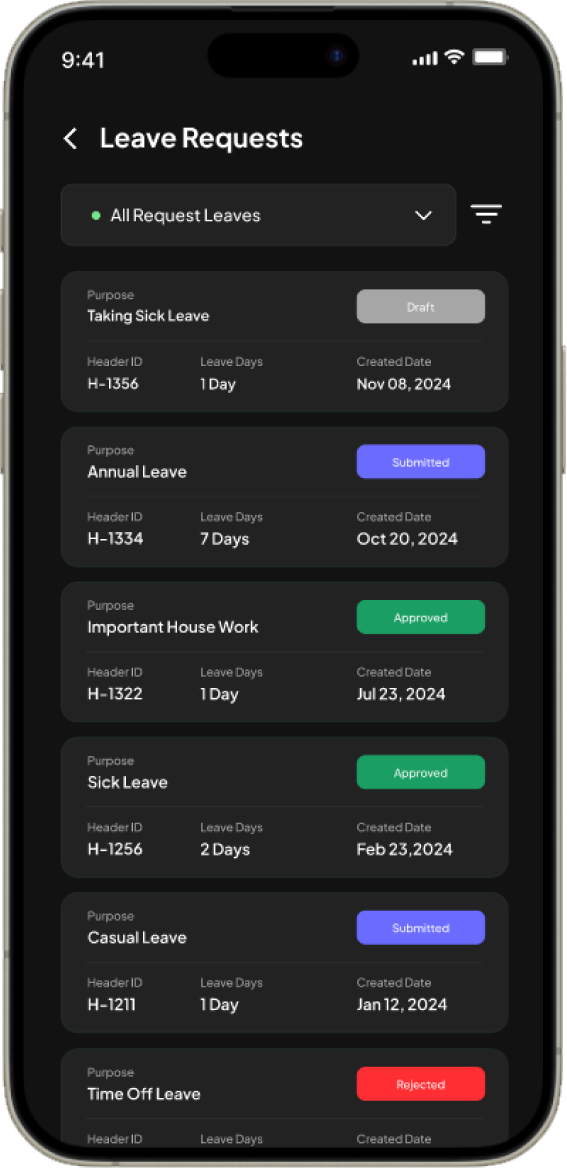 9:41
Leave Requests
All Request Leaves
Purpose
Taking Sick Leave
Draft
Header ID Leave Days Created Date
H-1356 1 Day Nov 08, 2024
Purpose
Annual Leave
Submitted
Header ID Leave Days Created Date
H-1334 7 Days Oct 20, 2024
Purpose
Important House Work
Approved
Header ID Leave Days Created Date
H-1322 1 Day Jul 23, 2024
Purpose
Sick Leave
Approved
Header ID Leave Days Created Date
H-1256 2 Days Feb 23,2024
Purpose
Casual Leave
Submitted
Header ID Leave Days Created Date
H-1211 1 Day Jan 12, 2024
Purpose
Time Off Leave
Rejected
Header ID Leave Days Created Date